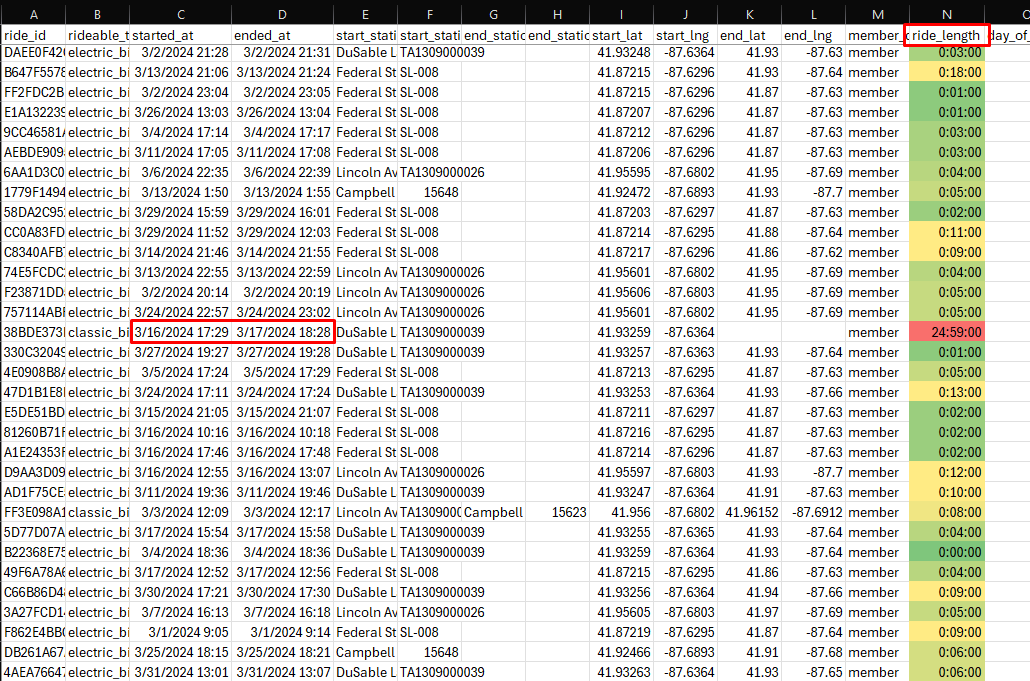 A B C D E F G H I J K L M N O
ride_id rideable_t started_at ended_at start_stati start_stati end_static end_static start_lat start_lng end_lat end_lng member_ ride_length day_of_
DAEE0F42 electric_bi 3/2/2024 21:28 3/2/2024 21:31 DuSable L TA1309000039 41.93248 -87.6364 41.93 -87.63 member 0:03:00
B647F5578 electric_bi 3/13/2024 21:06 3/13/2024 21:24 Federal St SL-008 41.87215 -87.6296 41.93 -87.64 member 0:18:00
FF2FDC2B electric_bi 3/2/2024 23:04 3/2/2024 23:05 Federal St SL-008 41.87215 -87.6296 41.87 -87.63 member 0:01:00
E1A132239 electric_bi 3/26/2024 13:03 3/26/2024 13:04 Federal St SL-008 41.87207 -87.6296 41.87 -87.63 member 0:01:00
9CC46581 electric_bi 3/4/2024 17:14 3/4/2024 17:17 Federal St SL-008 41.87212 -87.6296 41.87 -87.63 member 0:03:00
AEBDE909 electric_bi 3/11/2024 17:05 3/11/2024 17:08 Federal St SL-008 41.87206 -87.6296 41.87 -87.63 member 0:03:00
6AA1D3C0 electric_bi 3/6/2024 22:35 3/6/2024 22:39 Lincoln Av TA1309000026 41.95595 -87.6802 41.95 -87.69 member 0:04:00
1779F1494 electric_bi 3/13/2024 1:50 3/13/2024 1:55 Campbell 15648 41.92472 -87.6893 41.93 -87.7 member 0:05:00
58DA2C95 electric_bi 3/29/2024 15:59 3/29/2024 16:01 Federal St SL-008 41.87203 -87.6297 41.87 -87.63 member 0:02:00
CC0A83FD electric_bi 3/29/2024 11:52 3/29/2024 12:03 Federal St SL-008 41.87214 -87.6295 41.88 -87.64 member 0:11:00
C8340AFB electric_bi 3/14/2024 21:46 3/14/2024 21:55 Federal St SL-008 41.87217 -87.6296 41.86 -87.62 member 0:09:00
74E5FCDC electric_bi 3/13/2024 22:55 3/13/2024 22:59 Lincoln Av TA1309000026 41.95601 -87.6802 41.95 -87.69 member 0:04:00
F23871DD electric_bi 3/2/2024 20:14 3/2/2024 20:19 Lincoln Av TA1309000026 41.95606 -87.6803 41.95 -87.69 member 0:05:00
757114AB electric_bi 3/24/2024 22:57 3/24/2024 23:02 Lincoln Av TA1309000026 41.95601 -87.6802 41.95 -87.69 member 0:05:00
38BDE373 classic_bi 3/16/2024 17:29 3/17/2024 18:28 DuSable L TA1309000039 41.93259 -87.6364 member 24:59:00
330C32049 electric_bi 3/27/2024 19:27 3/27/2024 19:28 DuSable L TA1309000039 41.93257 -87.6363 41.93 -87.64 member 0:01:00
4E0908B8 electric_bi 3/5/2024 17:24 3/5/2024 17:29 Federal St SL-008 41.87213 -87.6295 41.87 -87.63 member 0:05:00
47D1B1E8 electric_bi 3/24/2024 17:11 3/24/2024 17:24 DuSable L TA1309000039 41.93253 -87.6364 41.93 -87.66 member 0:13:00
E5DE51BD electric_bi 3/15/2024 21:05 3/15/2024 21:07 Federal St SL-008 41.87211 -87.6297 41.87 -87.63 member 0:02:00
81260B71 electric_bi 3/16/2024 10:16 3/16/2024 10:18 Federal St SL-008 41.87216 -87.6295 41.87 -87.63 member 0:02:00
A1E24353 electric_bi 3/16/2024 17:46 3/16/2024 17:48 Federal St SL-008 41.87214 -87.6295 41.87 -87.63 member 0:02:00
D9AA3D09 electric_bi 3/16/2024 12:55 3/16/2024 13:07 Lincoln Av TA1309000026 41.95597 -87.6803 41.93 -87.7 member 0:12:00
AD1F75CE electric_bi 3/11/2024 19:36 3/11/2024 19:46 DuSable L TA1309000039 41.93247 -87.6364 41.91 -87.63 member 0:10:00
FF3E098A1 classic_bi 3/3/2024 12:09 3/3/2024 12:17 Lincoln Av TA130900 Campbell 15623 41.956 -87.6802 41.96152 -87.6912 member 0:08:00
5D77D07A electric_bi 3/17/2024 15:54 3/17/2024 15:58 DuSable L TA1309000039 41.93255 -87.6365 41.93 -87.64 member 0:04:00
B22368E75 electric_bi 3/4/2024 18:36 3/4/2024 18:36 DuSable L TA1309000039 41.93259 -87.6364 41.93 -87.64 member 0:00:00
49F6A78A electric_bi 3/17/2024 12:52 3/17/2024 12:56 Federal St SL-008 41.87215 -87.6295 41.86 -87.63 member 0:04:00
C66B86D4 electric_bi 3/30/2024 17:21 3/30/2024 17:30 DuSable L TA1309000039 41.93256 -87.6364 41.94 -87.66 member 0:09:00
3A27FCD1 electric_bi 3/7/2024 16:13 3/7/2024 16:18 Lincoln Av TA1309000026 41.95605 -87.6803 41.97 -87.69 member 0:05:00
F862E4BB electric_bi 3/1/2024 9:05 3/1/2024 9:14 Federal St SL-008 41.87219 -87.6295 41.87 -87.64 member 0:09:00
DB261A67 electric_bi 3/25/2024 18:15 3/25/2024 18:21 Campbell 15648 41.92466 -87.6893 41.91 -87.68 member 0:06:00
4AEA76647 electric_bi 3/31/2024 13:01 3/31/2024 13:07 DuSable L TA1309000039 41.93263 -87.6364 41.93 -87.65 member 0:06:00